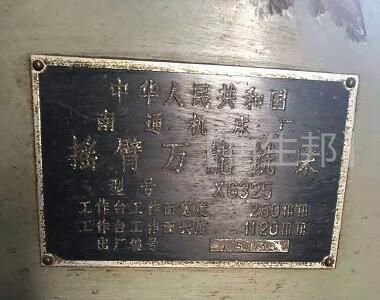 中华人民共和国
南通机床厂
摇臂万能铣床
型号 X6325
工作台工作面宽度 250mm
工作台工作面长度 1120mm
出厂编号